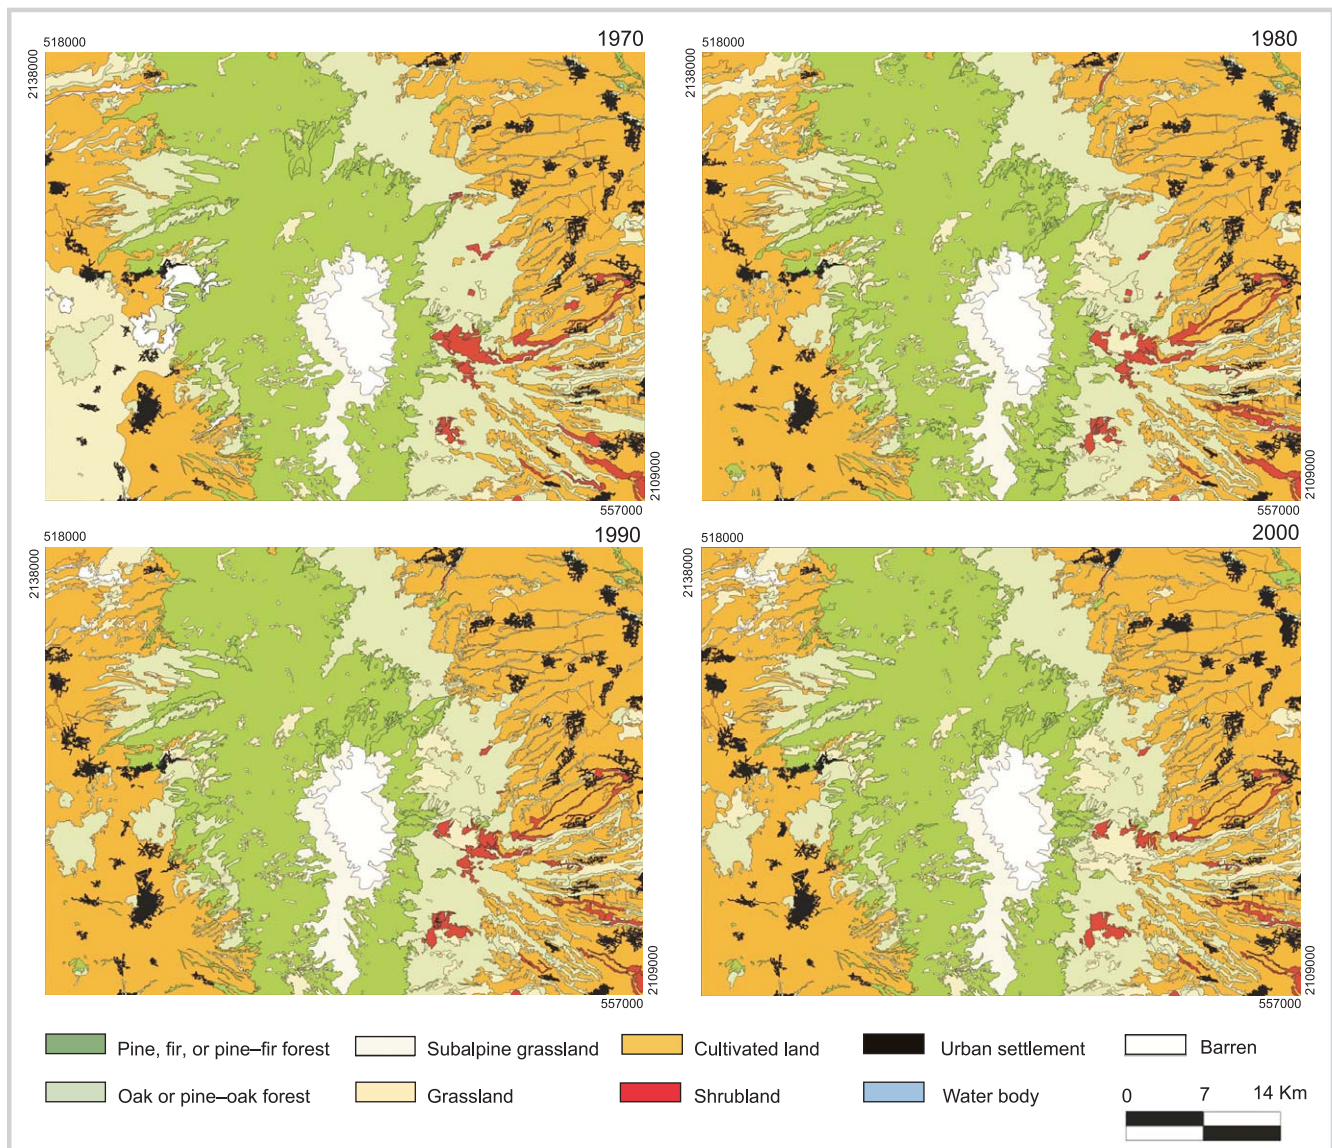 518000
1970
2138000
2109000
557000
518000
1980
2138000
2109000
557000
518000
1990
2138000
2109000
557000
518000
2000
2138000
2109000
557000
Pine, fir, or pine–fir forest
Subalpine grassland
Cultivated land
Urban settlement
Barren
Oak or pine–oak forest
Grassland
Shrubland
Water body
0 7 14 Km